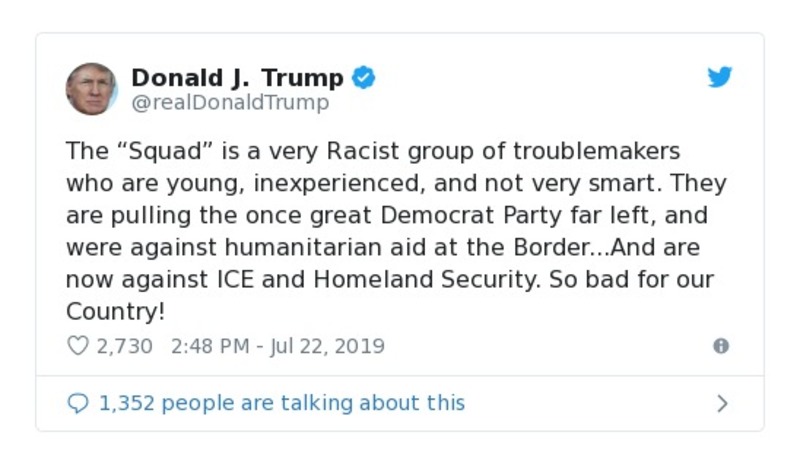 Donald J. Trump
@realDonaldTrump
The “Squad” is a very Racist group of troublemakers
who are young, inexperienced, and not very smart. They
are pulling the once great Democrat Party far left, and
were against humanitarian aid at the Border...And are
now against ICE and Homeland Security. So bad for our
Country!
2,730 2:48 PM - Jul 22, 2019
1,352 people are talking about this